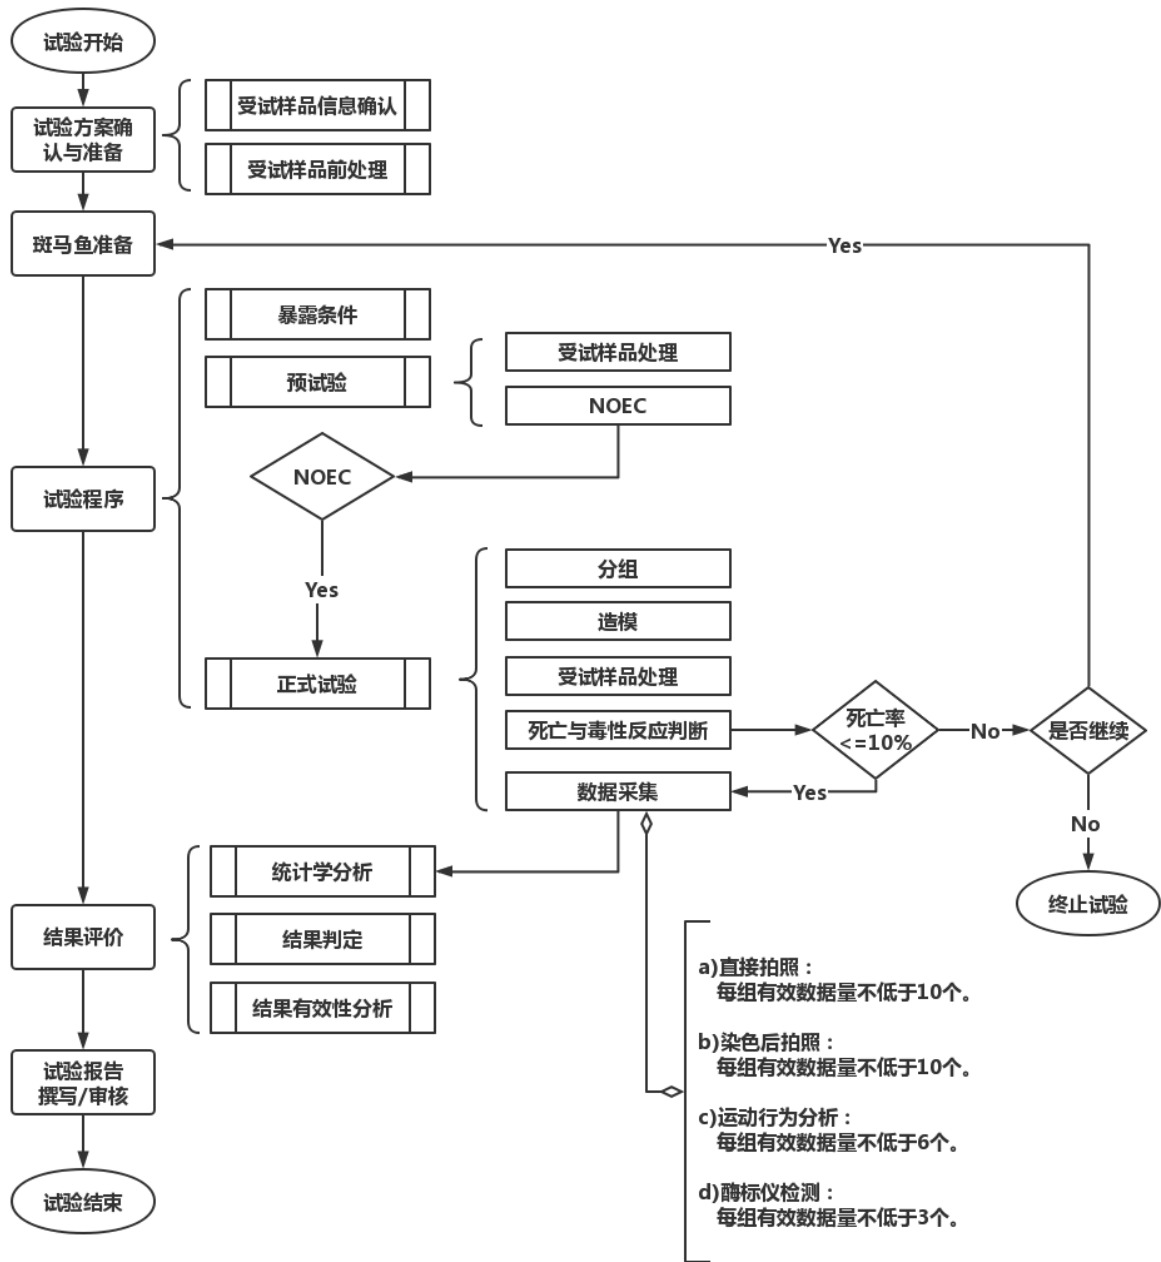 试验开始
试验方案确
认与准备
受试样品信息确认
受试样品前处理
斑马鱼准备
Yes
暴露条件
预试验
受试样品处理
NOEC
NOEC
试验程序
Yes
分组
造模
受试样品处理
正式试验
死亡与毒性反应判断
死亡率
<=10%
No
是否继续
数据采集
Yes
No
终止试验
统计学分析
结果评价
结果判定
结果有效性分析
a)直接拍照：
每组有效数据量不低于10个。
b)染色后拍照：
每组有效数据量不低于10个。
c)运动行为分析：
每组有效数据量不低于6个。
d)酶标仪检测：
每组有效数据量不低于3个。
试验报告
撰写/审核
试验结束